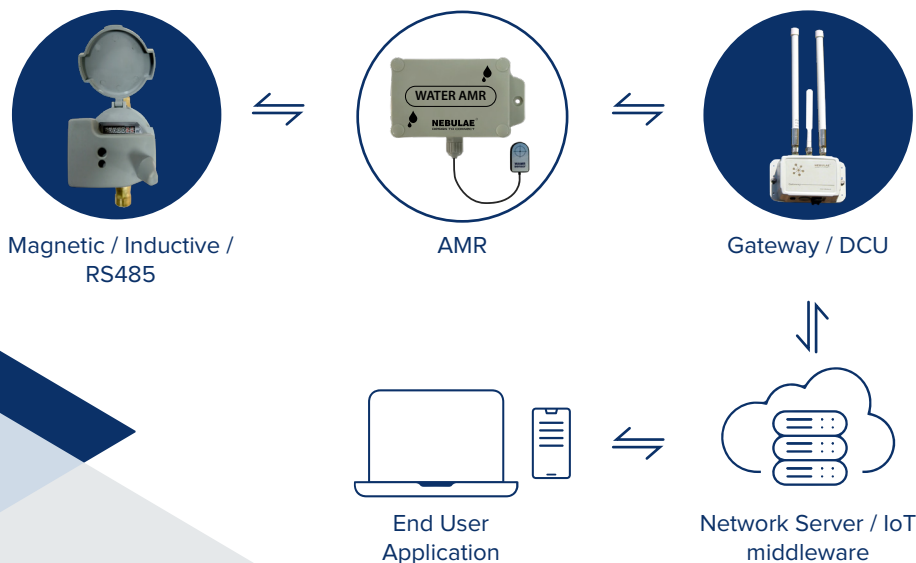 WATER AMR
NEBULAE
Magnetic / Inductive /
RS485
AMR
Gateway / DCU
End User
Application
Network Server / IoT
middleware